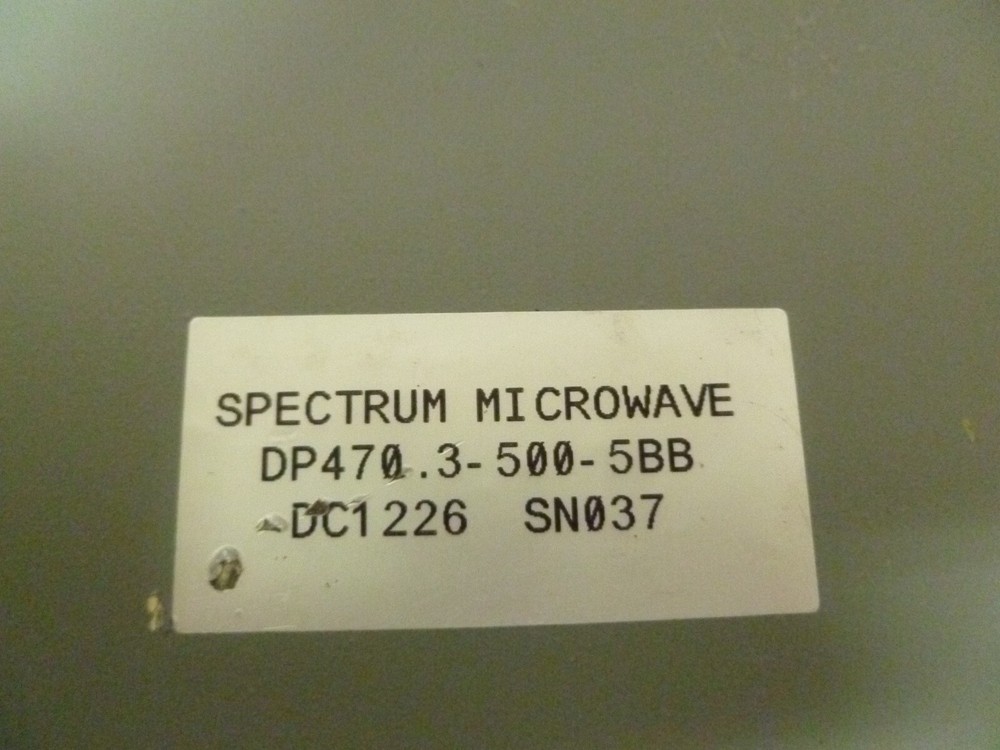 SPECTRUM MICROWAVE
DP470.3-500-5BB
DC1226 SN037